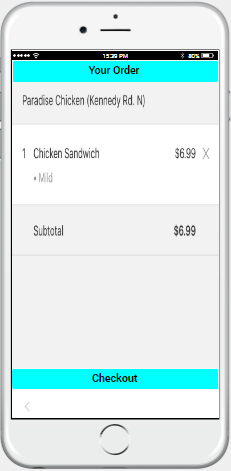 15:39 PM 80%
Your Order
Paradise Chicken (Kennedy Rd. N)
1 Chicken Sandwich $6.99 X
• Mild
Subtotal $6.99
Checkout